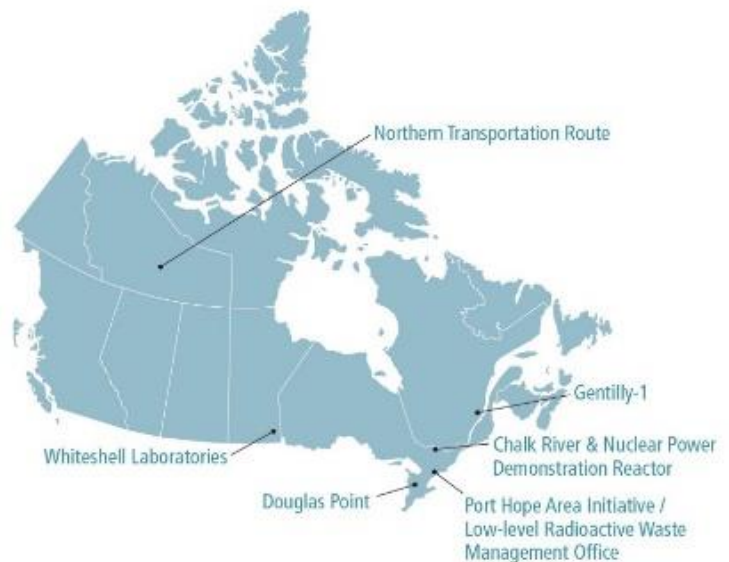 Northern Transportation Route
Gentilly-1
Chalk River & Nuclear Power
Demonstration Reactor
Whiteshell Laboratories
Douglas Point
Port Hope Area Initiative /
Low-level Radioactive Waste
Management Office